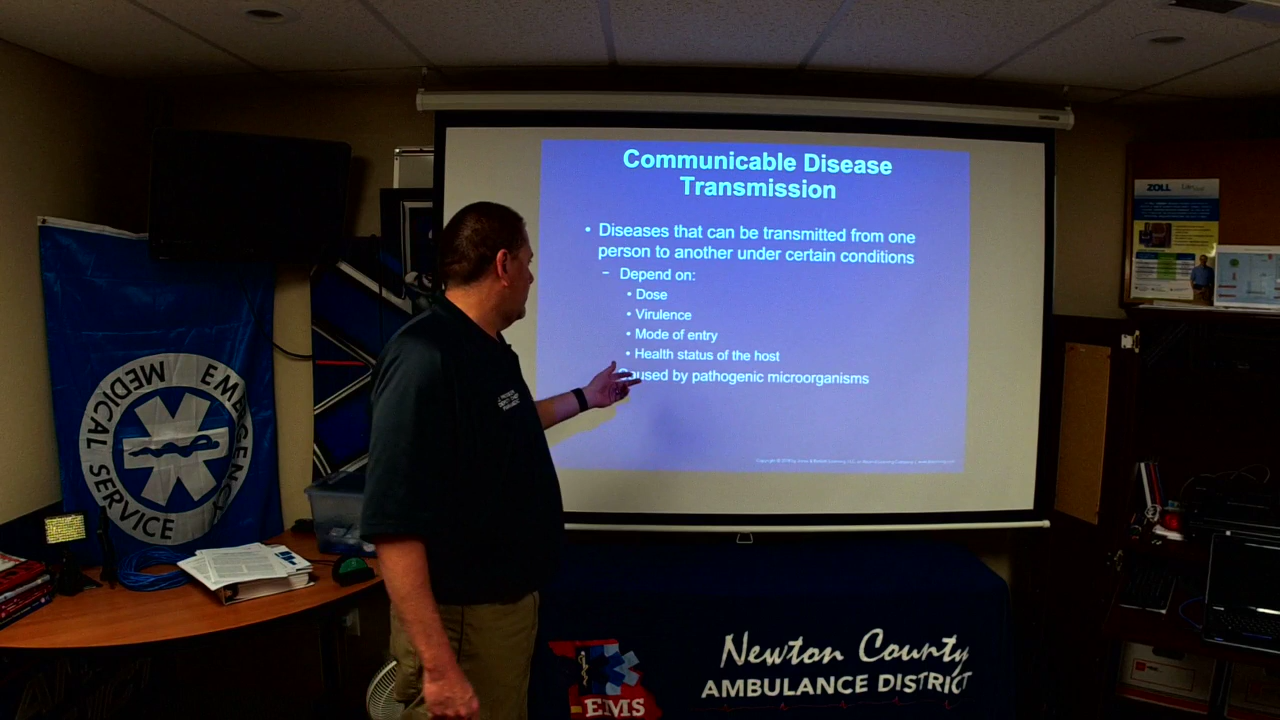 Communicable Disease
Transmission
• Diseases that can be transmitted from one
person to another under certain conditions
– Depend on:
• Dose
• Virulence
• Mode of entry
• Health status of the host
Caused by pathogenic microorganisms
EMERGENCY
MEDICAL SERVICE
ZOLL
Newton County
AMBULANCE DISTRICT
EMS